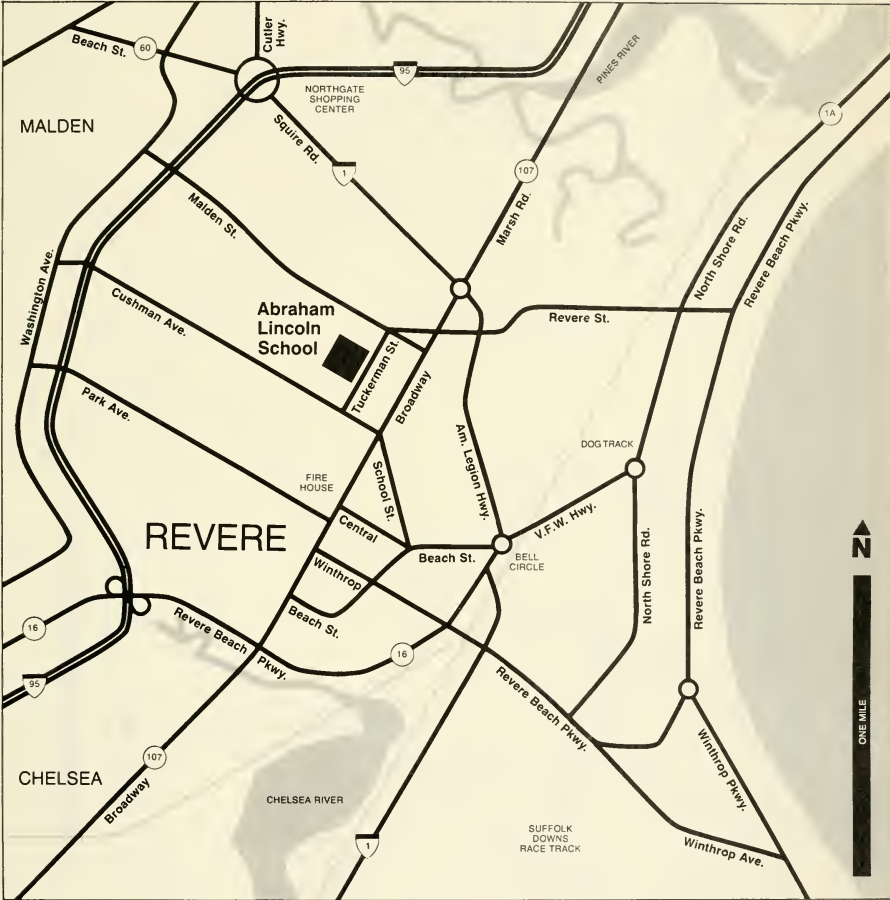 Beach St.
60
Cutler
Hwy.
95
NORTHGATE
SHOPPING
CENTER
PINES RIVER
1A
MALDEN
Squire Rd.
1
107
Marsh Rd.
Malden St.
North Shore Rd.
Revere Beach Pkwy.
Washington Ave.
Cushman Ave.
Abraham
Lincoln
School
Revere St.
Tuckerman St.
Broadway
Park Ave.
Am. Legion Hwy.
DOG TRACK
FIRE
HOUSE
School St.
V.F.W. Hwy.
REVERE
Central
Beach St.
BELL
CIRCLE
North Shore Rd.
Revere Beach Pkwy.
N
Winthrop
Beach St.
16
Revere Beach
Pkwy.
16
95
Revere Beach Pkwy.
ONE MILE
107
Winthrop Pkwy.
CHELSEA
Broadway
CHELSEA RIVER
1
SUFFOLK
DOWNS
RACE TRACK
Winthrop Ave.